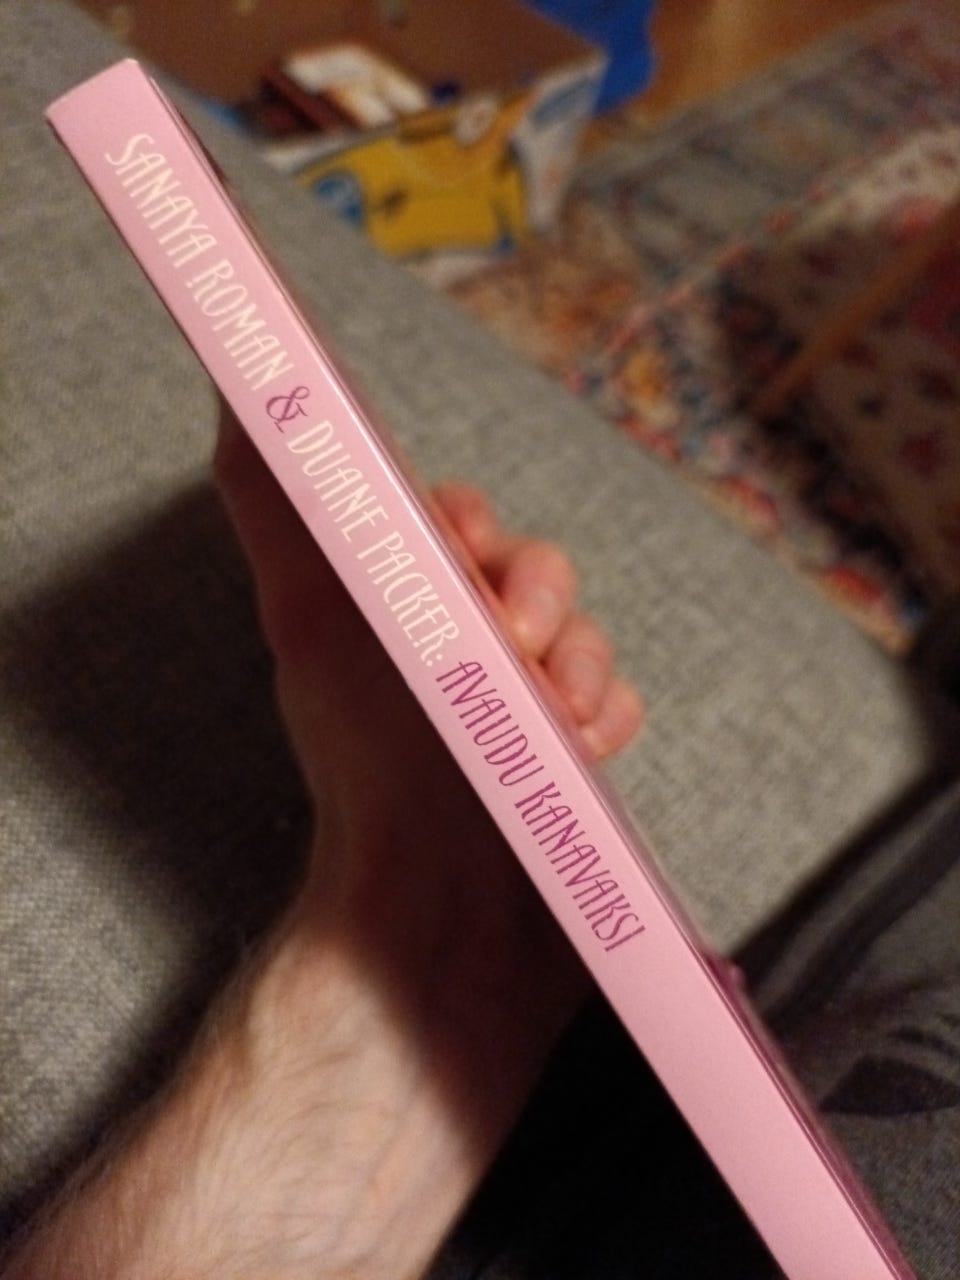 SANAYA ROMAN & DUANE PACKER: AVAUDU KANAVAKSI